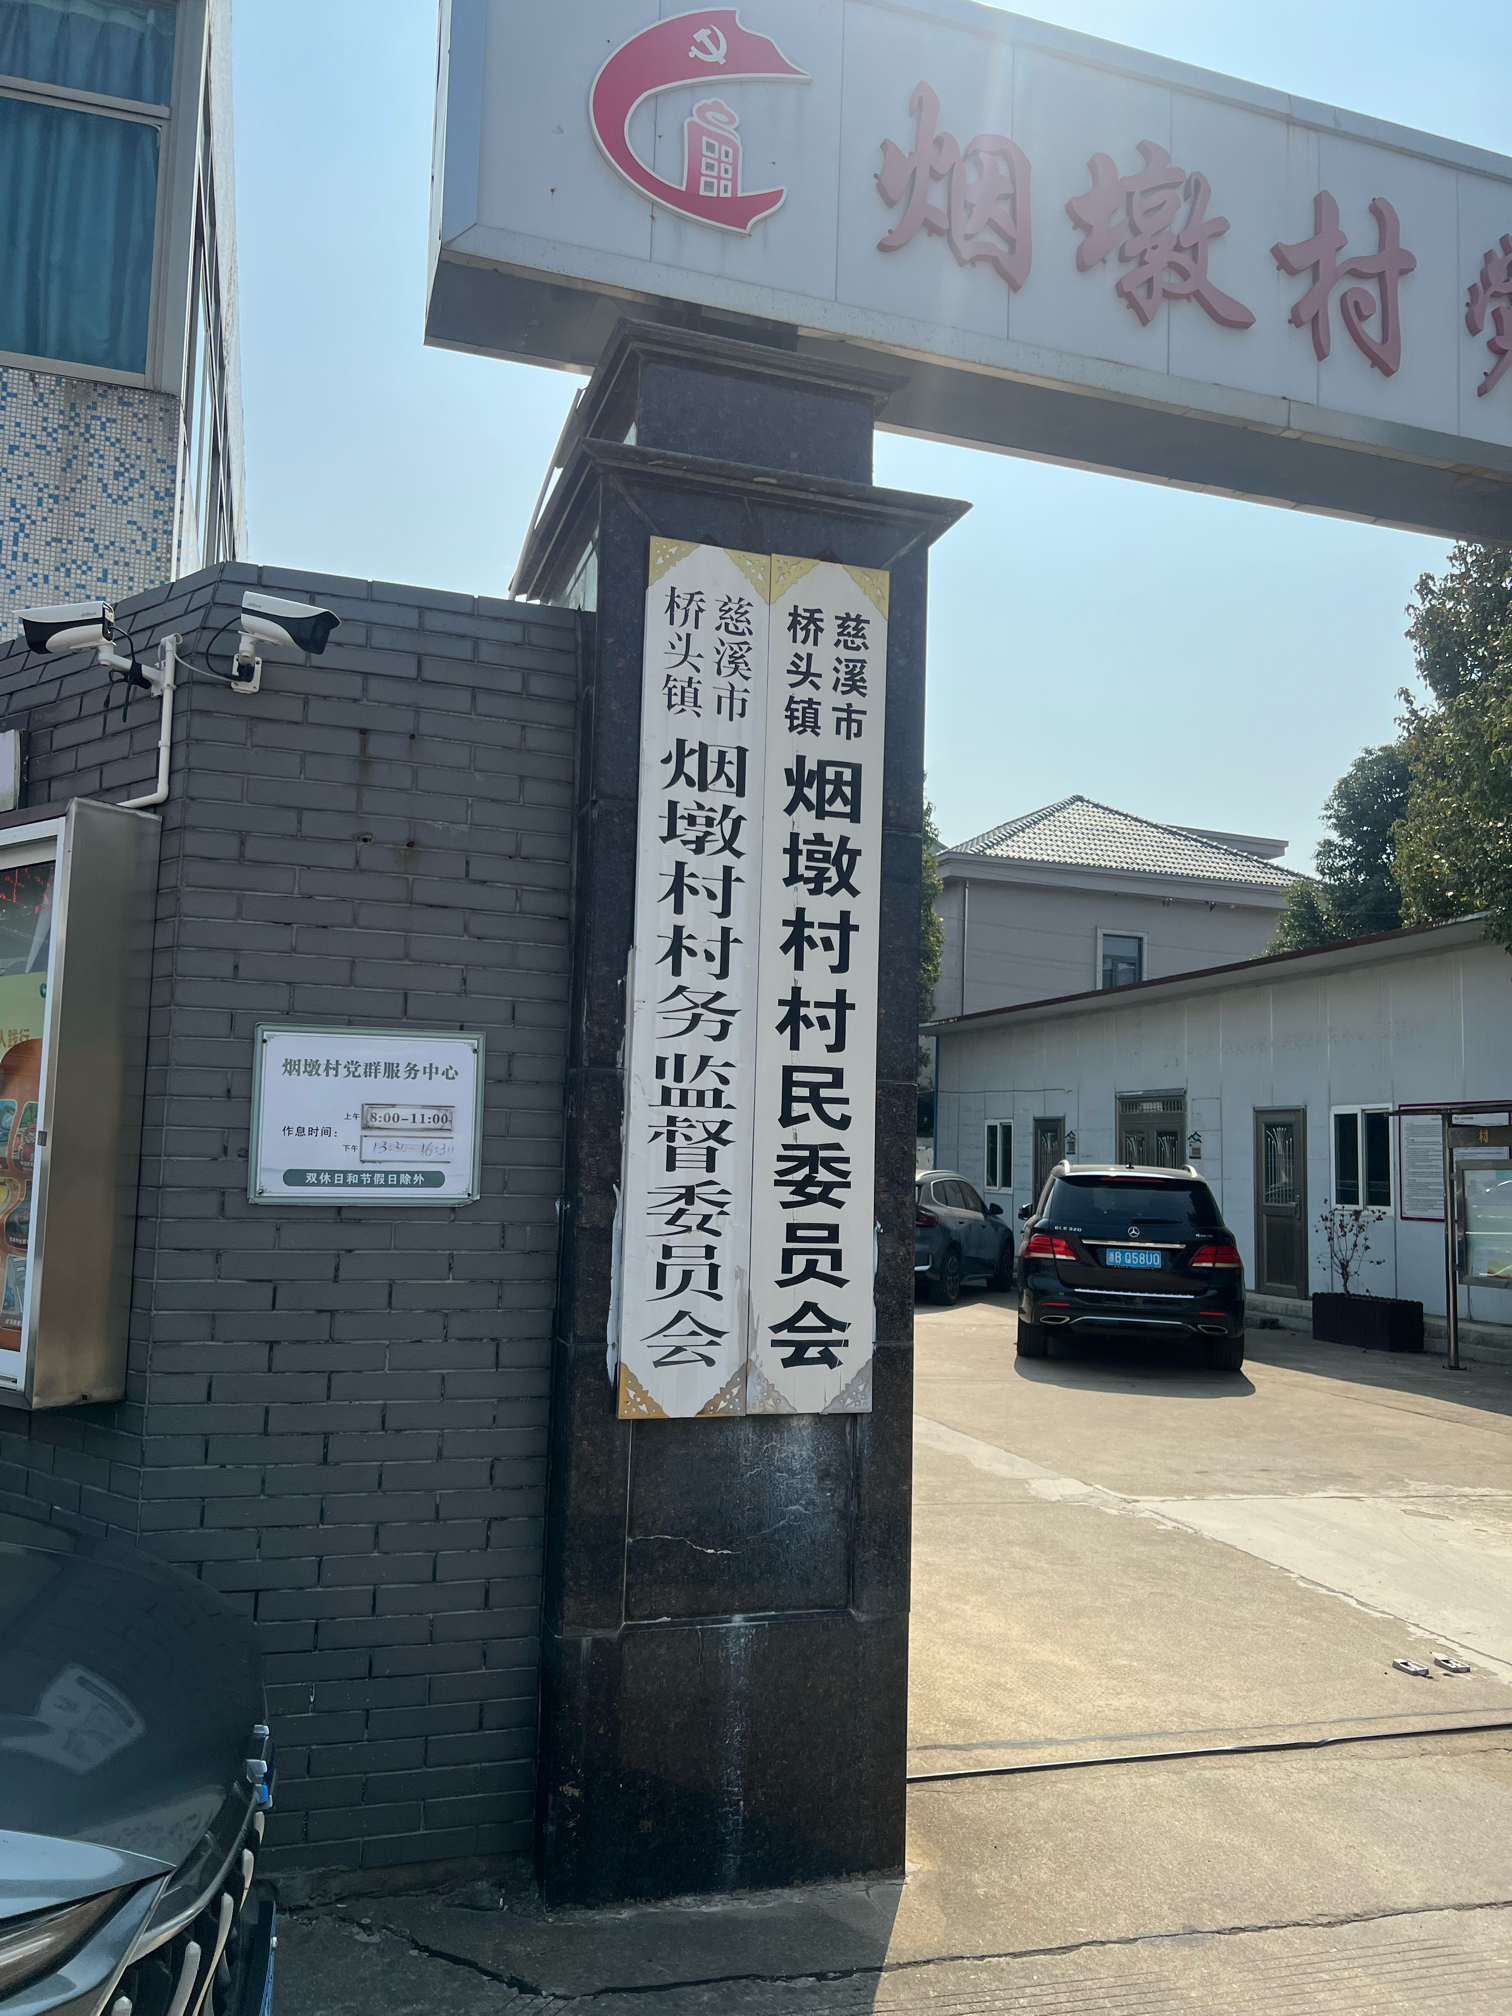 烟墩村党
慈溪市
桥头镇
烟墩村村民委员会
慈溪市
桥头镇
烟墩村村务监督委员会
烟墩村党群服务中心
作息时间：
上午 8:00-11:00
下午 13:30-16:30
双休日和节假日除外
GLE 320
浙B Q58U0